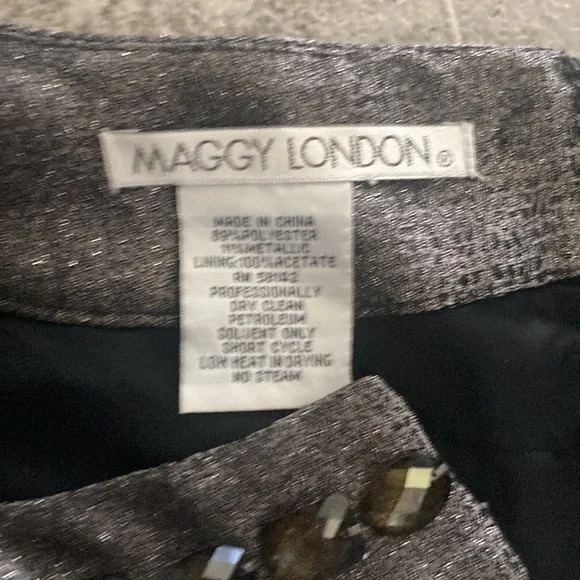 MAGGY LONDON ®
MADE IN CHINA
89% POLYESTER
11% METALLIC
LINING: 100% ACETATE
RN 58142
PROFESSIONALLY
DRY CLEAN
PETROLEUM
SOLVENT ONLY
SHORT CYCLE
LOW HEAT IN DRYING
NO STEAM